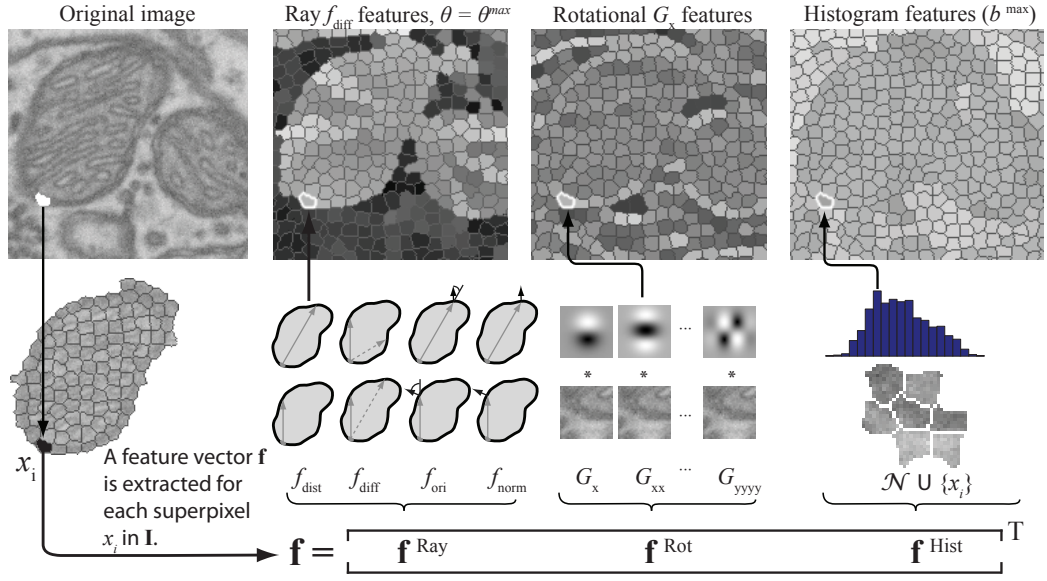 Original image
Ray f_diff features, θ = θ^max
Rotational G_x features
Histogram features (b^max)
x_i
A feature vector f
is extracted for
each superpixel
x_i in I.
* * *
... 
...
f_dist f_diff f_ori f_norm
G_x G_xx ... G_yyyy
𝒩 ∪ {x_i}
f = [ f^Ray f^Rot f^Hist ]^T